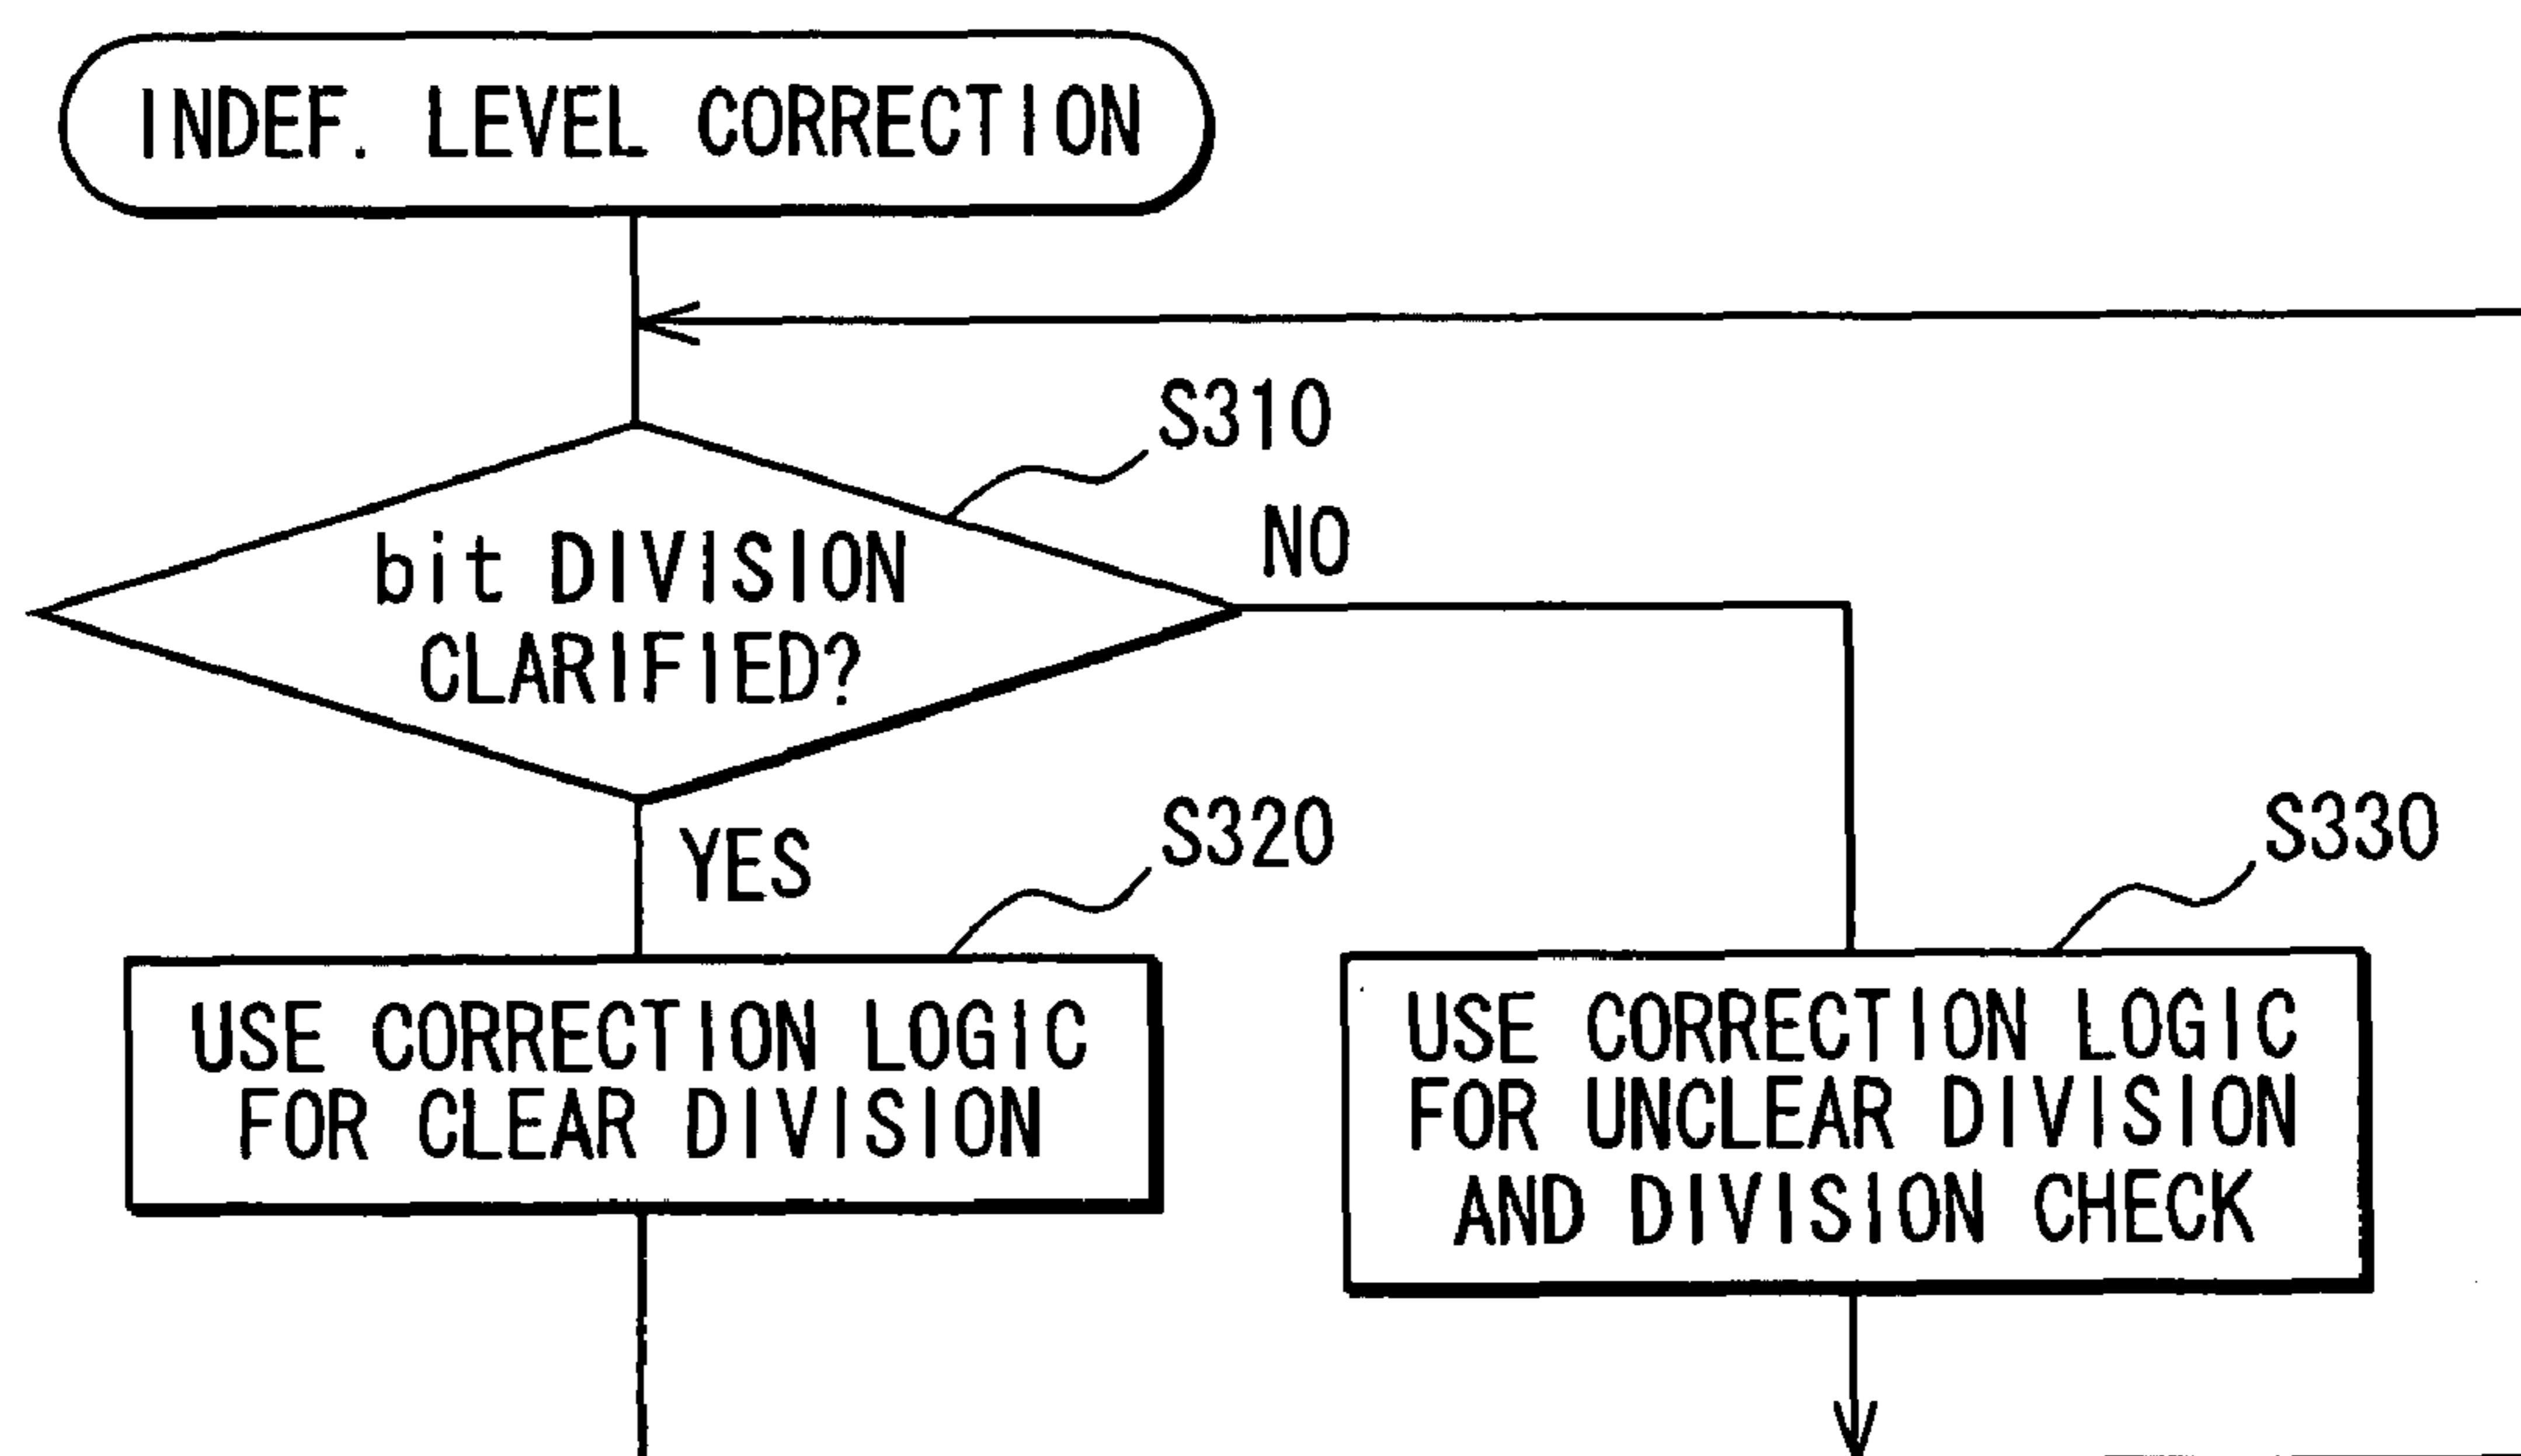 INDEF. LEVEL CORRECTION
S310
NO
bit DIVISION
CLARIFIED?
YES
S320
S330
USE CORRECTION LOGIC
FOR CLEAR DIVISION
USE CORRECTION LOGIC
FOR UNCLEAR DIVISION
AND DIVISION CHECK